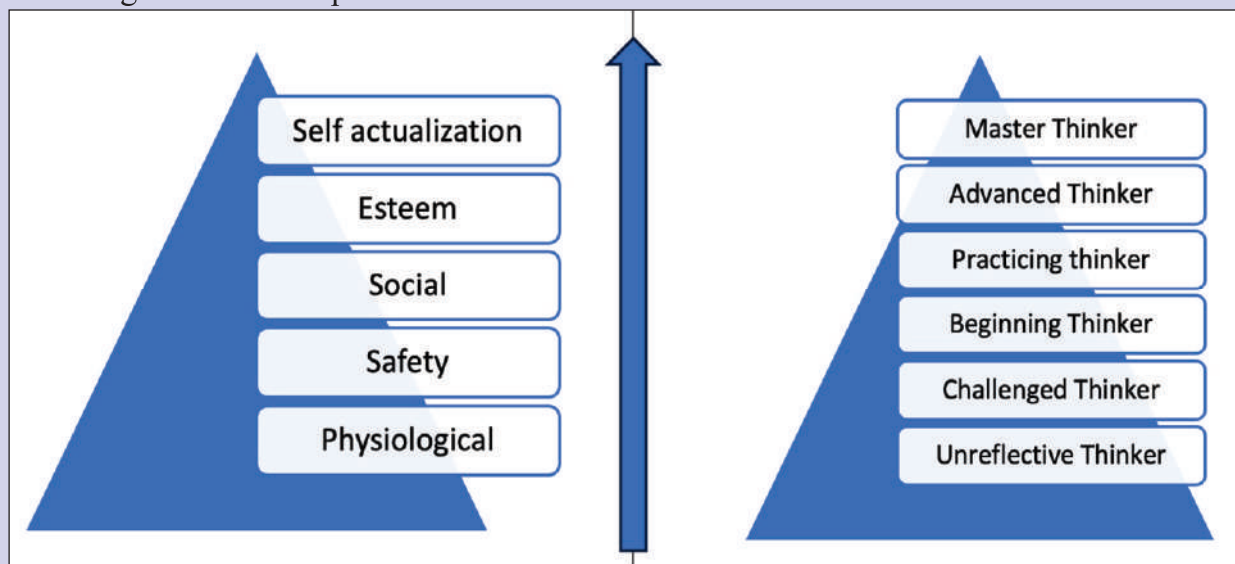 Self actualization
Esteem
Social
Safety
Physiological
Master Thinker
Advanced Thinker
Practicing thinker
Beginning Thinker
Challenged Thinker
Unreflective Thinker